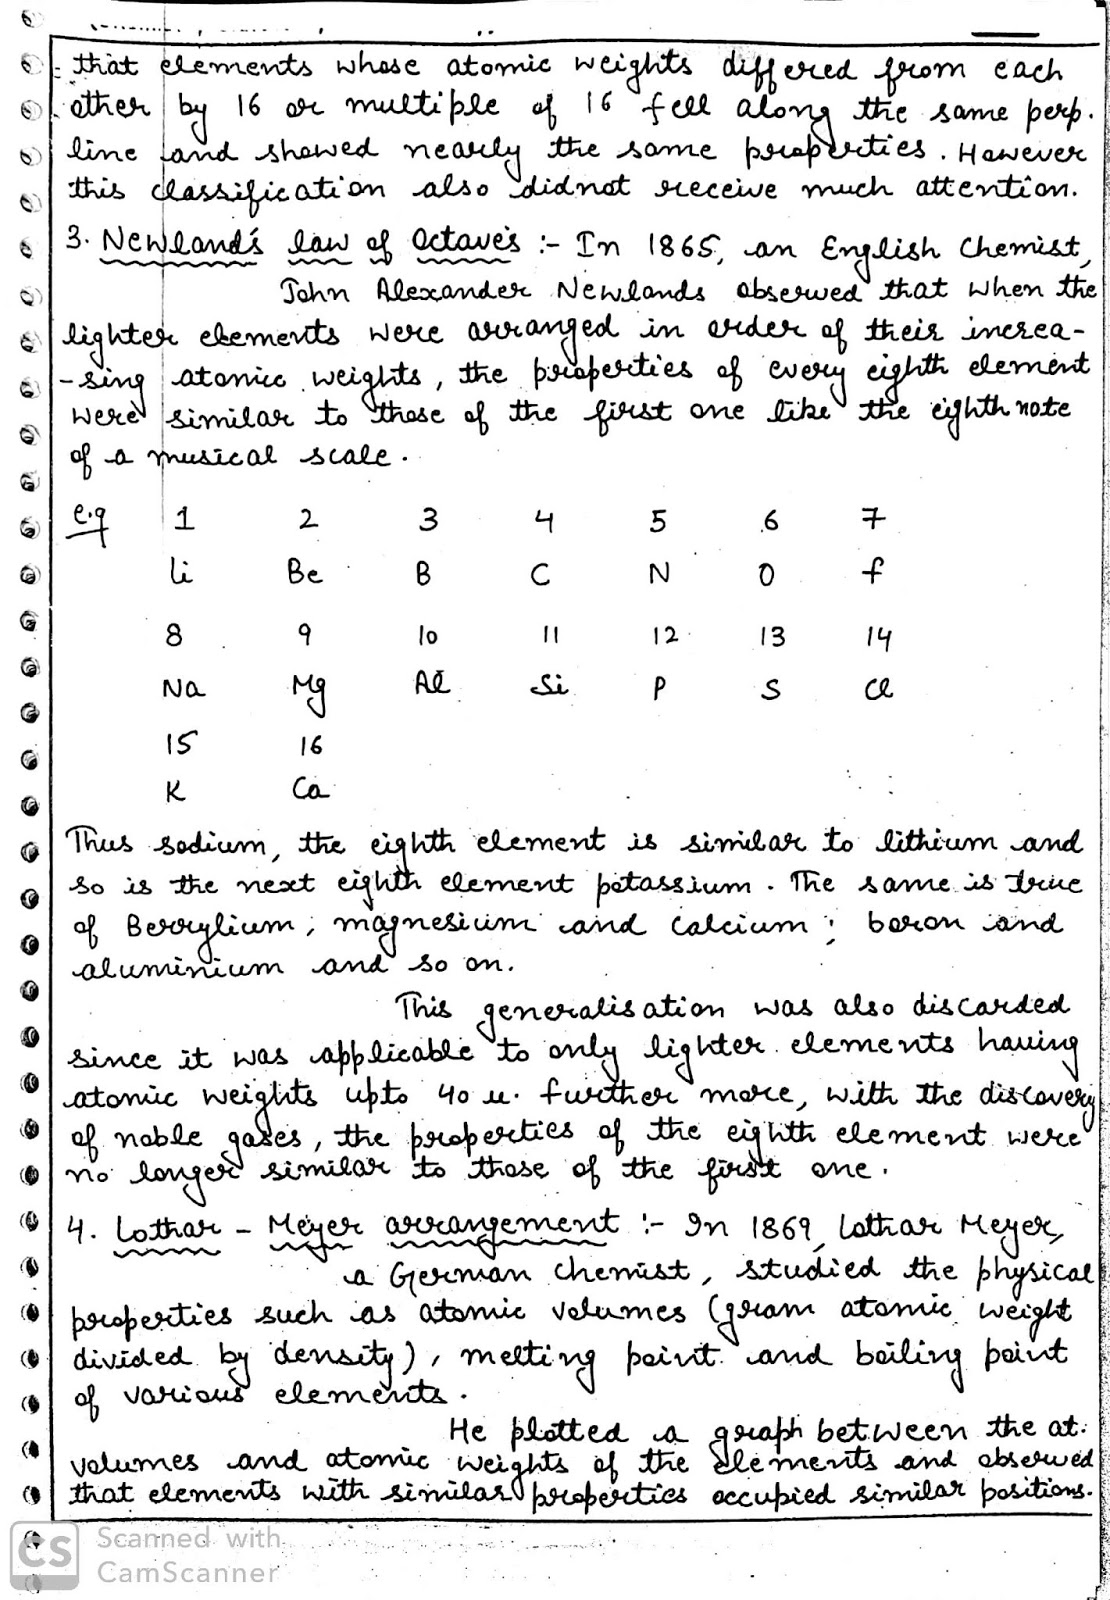 that elements whose atomic weights differed from each
other by 16 or multiple of 16 fell along the same perp.
line and showed nearly the same properties. However
this classification also didnot receive much attention.
3. Newland's law of Octaves :- In 1865, an English Chemist,
John Alexander Newlands observed that when the
lighter elements were arranged in order of their increa-
-sing atomic weights, the properties of every eighth element
were similar to those of the first one like the eighth note
of a musical scale.
e.g 1 2 3 4 5 6 7
Li Be B C N O f
8 9 10 11 12 13 14
Na Mg Al Si P S Cl
15 16
K Ca
Thus sodium, the eighth element is similar to lithium and
so is the next eighth element potassium. The same is true
of Berrylium, magnesium and Calcium; boron and
aluminium and so on.
This generalisation was also discarded
since it was applicable to only lighter elements having
atomic weights upto 40 u. further more, with the discovery
of noble gases, the properties of the eighth element were
no longer similar to those of the first one.
4. Lothar - Meyer arrangement :- In 1869, Lothar Meyer,
a German chemist, studied the physical
properties such as atomic volumes (gram atomic weight
divided by density), melting point and boiling point
of various elements.
He plotted a graph between the at.
volumes and atomic weights of the elements and observed
that elements with similar properties occupied similar positions.
CS Scanned with
CamScanner